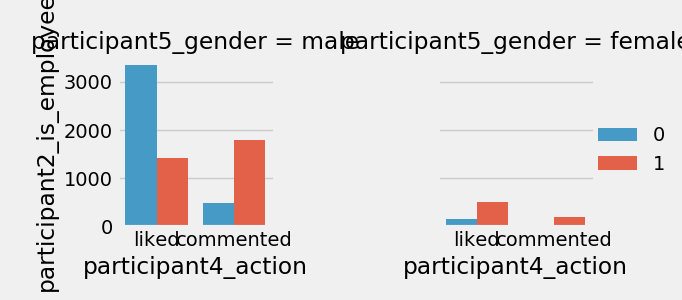 participant5_gender = male
participant5_gender = female
participant2_is_employee
3000
2000
1000
0
liked
commented
liked
commented
participant4_action
participant4_action
0
1